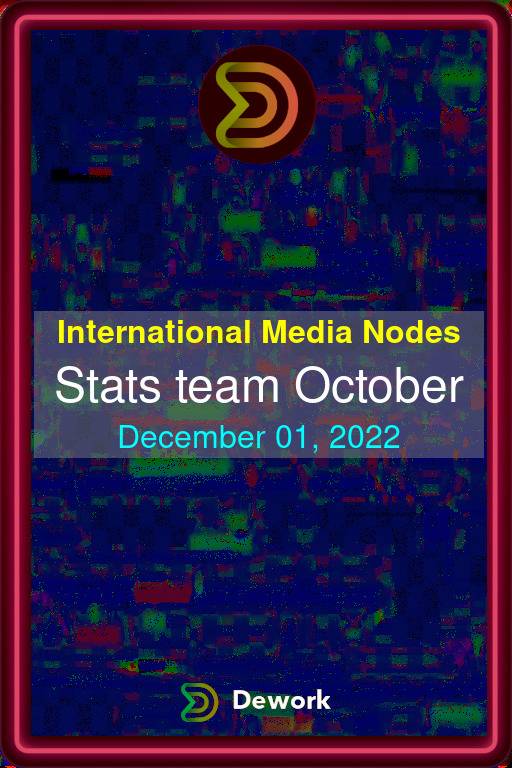 International Media Nodes
Stats team October
December 01, 2022
Dework